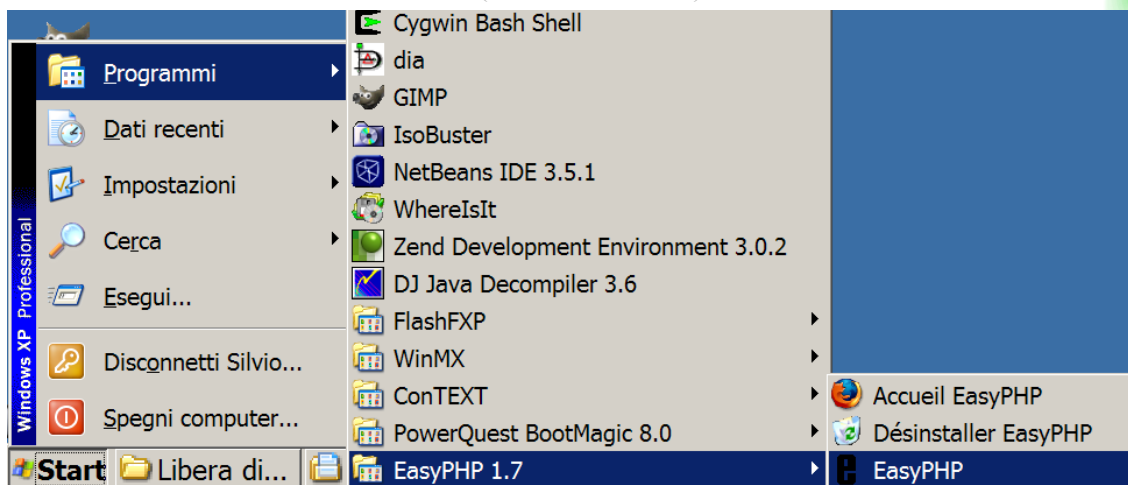 Cygwin Bash Shell
dia
GIMP
IsoBuster
NetBeans IDE 3.5.1
WhereIsIt
Zend Development Environment 3.0.2
DJ Java Decompiler 3.6
FlashFXP
WinMX
ConTEXT
PowerQuest BootMagic 8.0
EasyPHP 1.7
Programmi
Dati recenti
Impostazioni
Cerca
Esegui...
Disconnetti Silvio...
Spegni computer...
Windows XP Professional
Accueil EasyPHP
Désinstaller EasyPHP
EasyPHP
Start
Libera di...